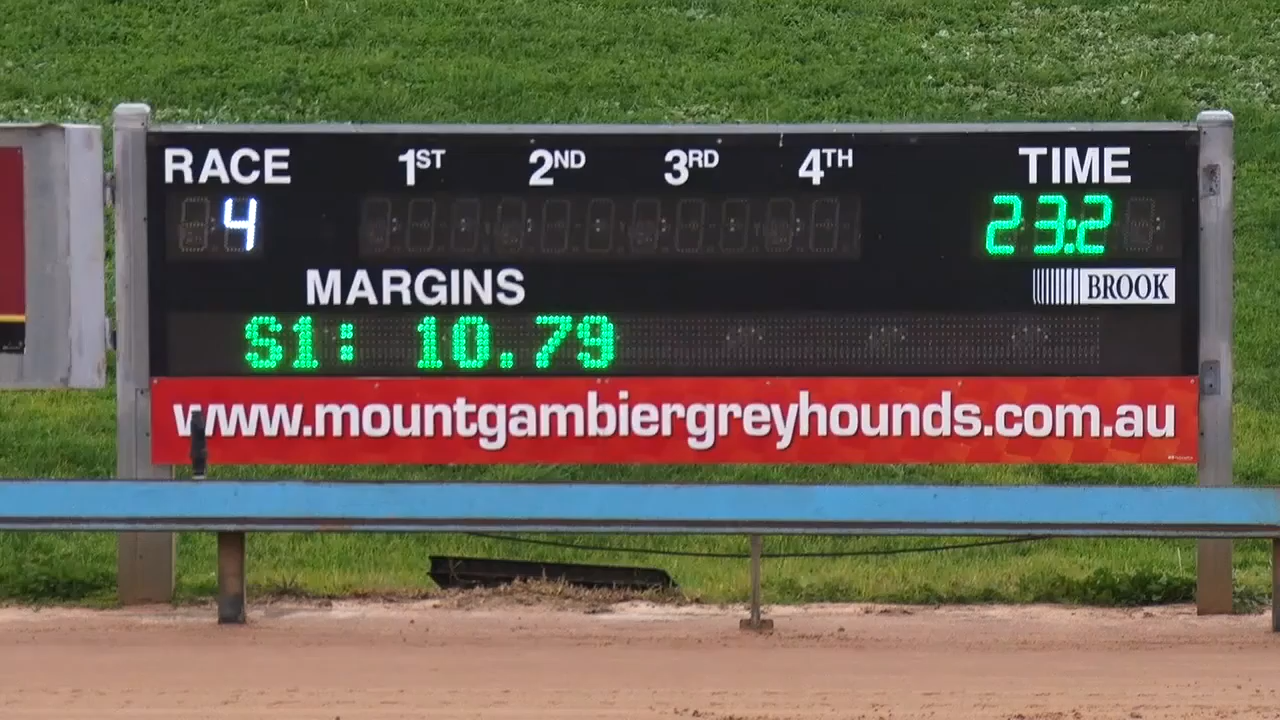 RACE 1ST 2ND 3RD 4TH TIME
4 23:2
MARGINS BROOK
S1: 10.79
www.mountgambiergreyhounds.com.au